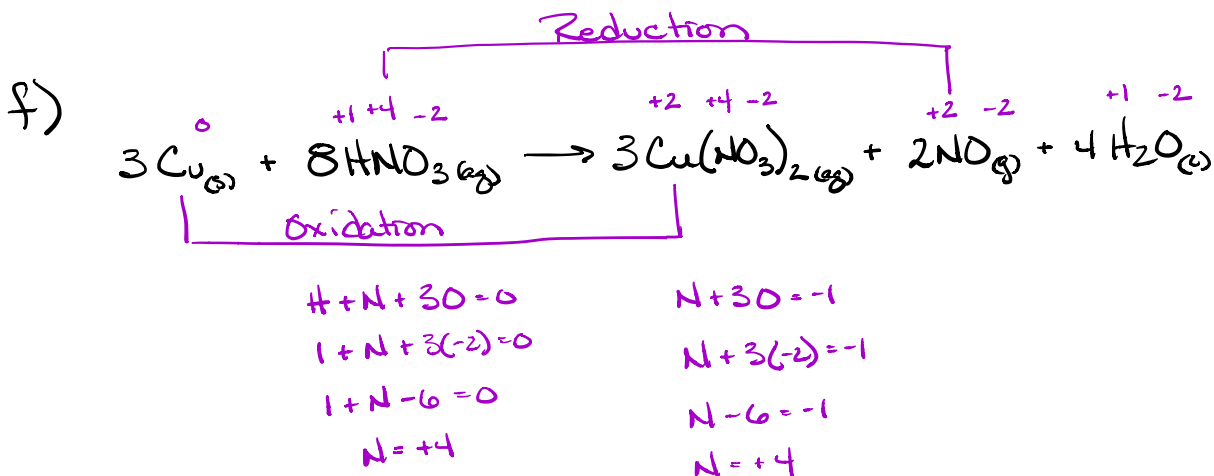 Reduction
f)
0 +1 +4 -2 +2 +4 -2 +2 -2 +1 -2
3Cu(s) + 8HNO3(aq) → 3Cu(NO3)2(aq) + 2NO(g) + 4H2O(l)
oxidation
H + N + 3O = 0
1 + N + 3(-2) = 0
1 + N - 6 = 0
N = +4
N + 3O = -1
N + 3(-2) = -1
N - 6 = -1
N = +4